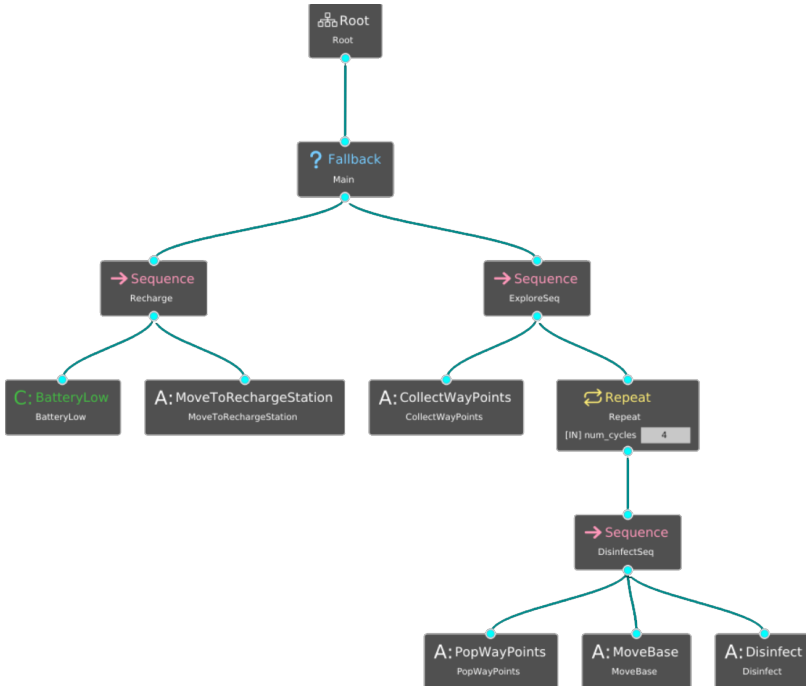 Root
Root
? Fallback
Main
Sequence
Recharge
Sequence
ExploreSeq
C: BatteryLow
BatteryLow
A: MoveToRechargeStation
MoveToRechargeStation
A: CollectWayPoints
CollectWayPoints
Repeat
Repeat
[IN] num_cycles 4
Sequence
DisinfectSeq
A: PopWayPoints
PopWayPoints
A: MoveBase
MoveBase
A: Disinfect
Disinfect